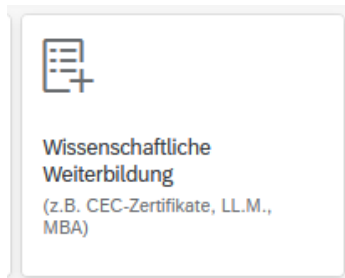 Wissenschaftliche
Weiterbildung
(z.B. CEC-Zertifikate, LL.M.,
MBA)